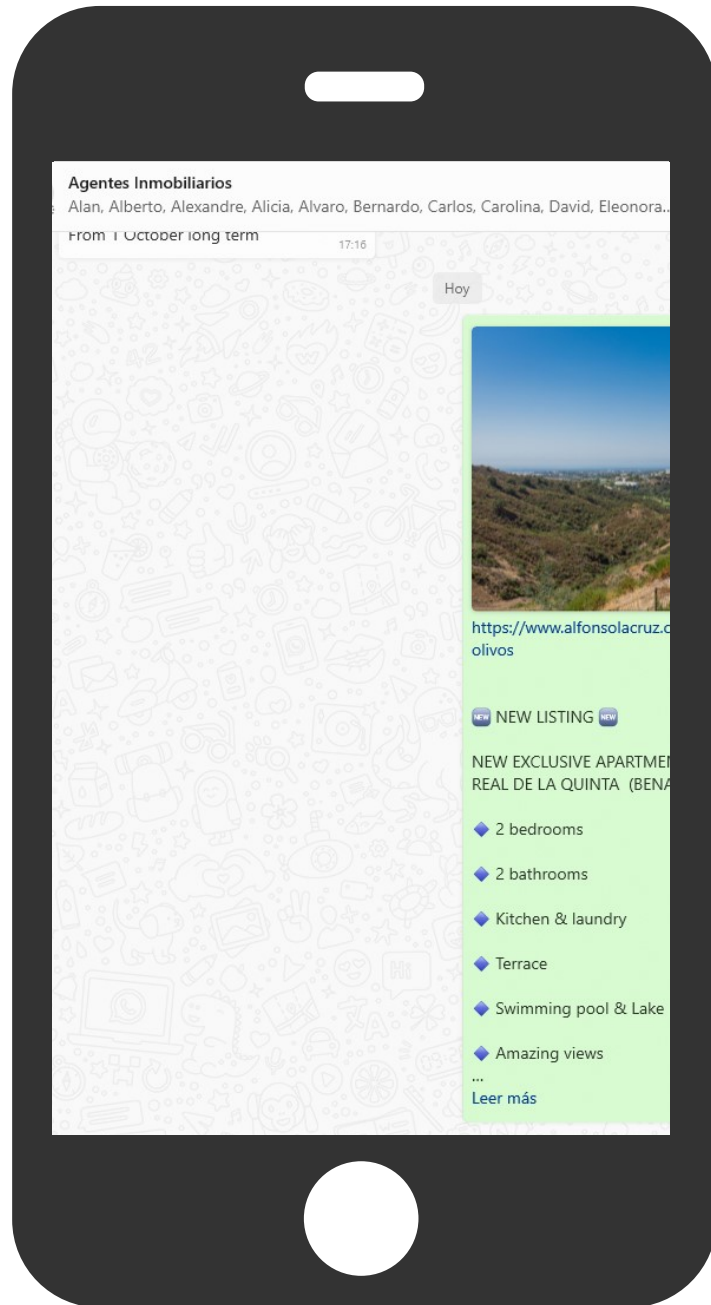 Agentes Inmobiliarios
Alan, Alberto, Alexandre, Alicia, Alvaro, Bernardo, Carlos, Carolina, David, Eleonora...
From 1 October long term
17:16
Hoy
https://www.alfonsolacruz.c
olivos
NEW NEW LISTING NEW
NEW EXCLUSIVE APARTMEN
REAL DE LA QUINTA (BENA
2 bedrooms
2 bathrooms
Kitchen & laundry
Terrace
Swimming pool & Lake
Amazing views
...
Leer más